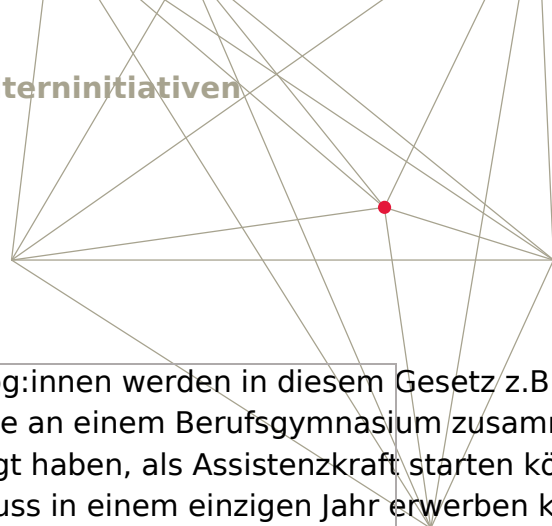 terninitiativen
g:innen werden in diesem Gesetz z.B
e an einem Berufsgymnasium zusam
gt haben, als Assistenzkraft starten kö
uss in einem einzigen Jahr erwerben k